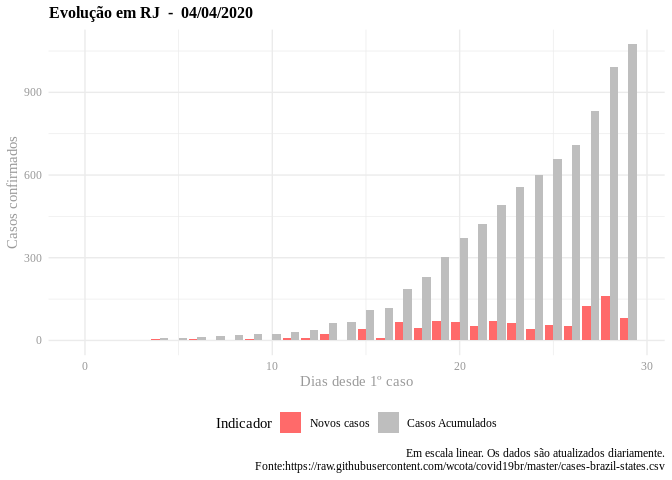 Evolução em RJ  -  04/04/2020
Casos confirmados
900
600
300
0
0
10
20
30
Dias desde 1º caso
Indicador
Novos casos
Casos Acumulados
Em escala linear. Os dados são atualizados diariamente.
Fonte:https://raw.githubusercontent.com/wcota/covid19br/master/cases-brazil-states.csv